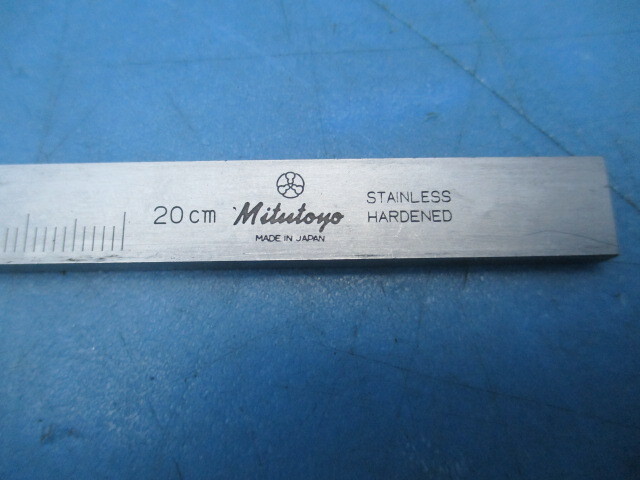 20cm Mitutoyo
MADE IN JAPAN
STAINLESS
HARDENED